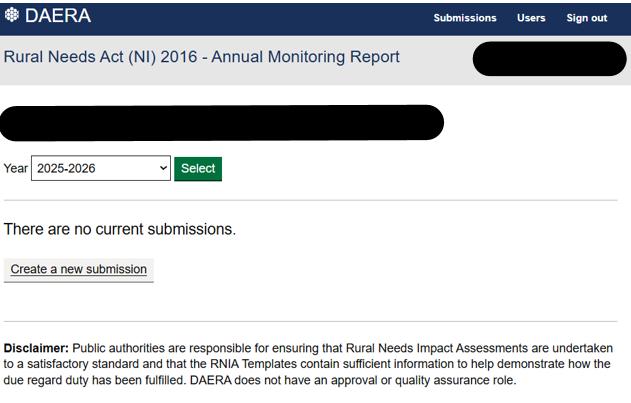 DAERA
Submissions Users Sign out
Rural Needs Act (NI) 2016 - Annual Monitoring Report
Year 2025-2026 Select
There are no current submissions.
Create a new submission
Disclaimer: Public authorities are responsible for ensuring that Rural Needs Impact Assessments are undertaken
to a satisfactory standard and that the RNIA Templates contain sufficient information to help demonstrate how the
due regard duty has been fulfilled. DAERA does not have an approval or quality assurance role.